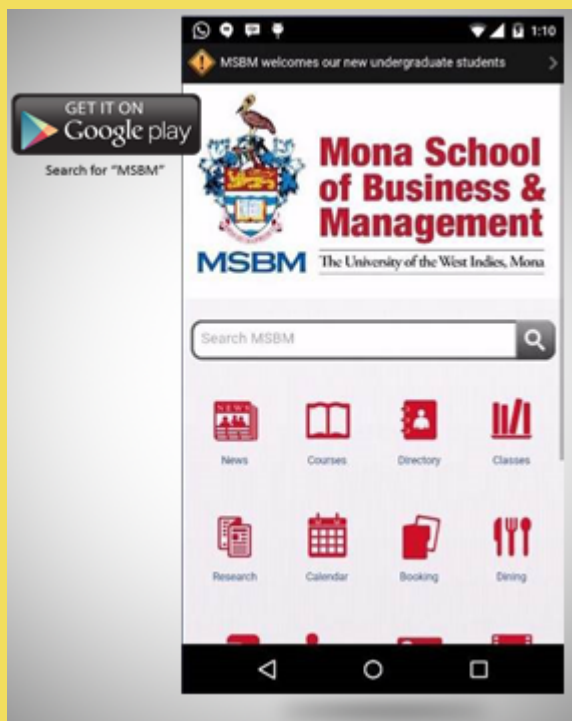 1:10
MSBM welcomes our new undergraduate students
GET IT ON
Google play
Search for "MSBM"
Mona School
of Business &
Management
MSBM
The University of the West Indies, Mona
Search MSBM
NEWS
News
Courses
Directory
Classes
Research
Calendar
Booking
Dining